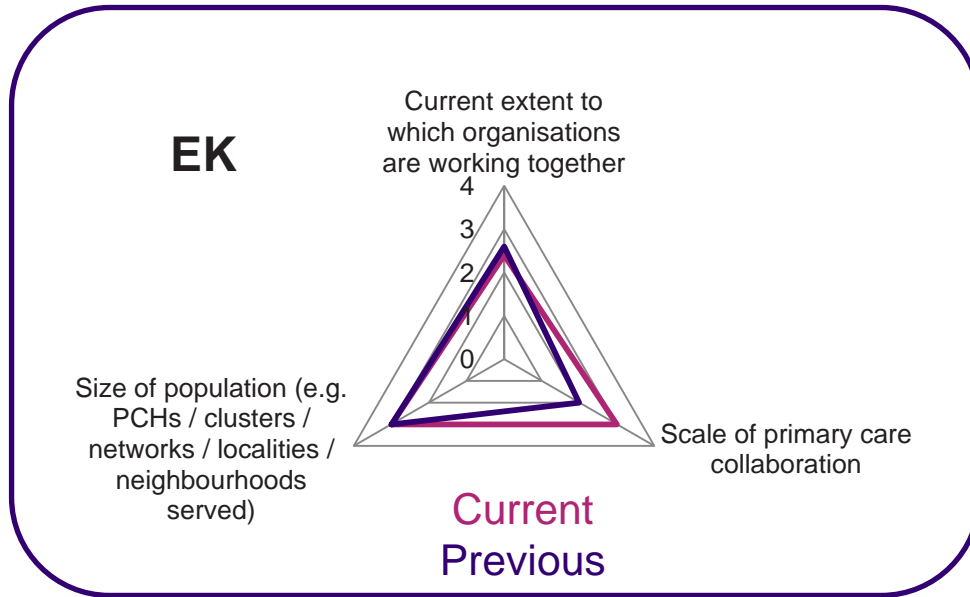 EK
Current extent to
which organisations
are working together
4
3
2
1
0
Size of population (e.g.
PCHs / clusters /
networks / localities /
neighbourhoods
served)
Scale of primary care
collaboration
Current
Previous